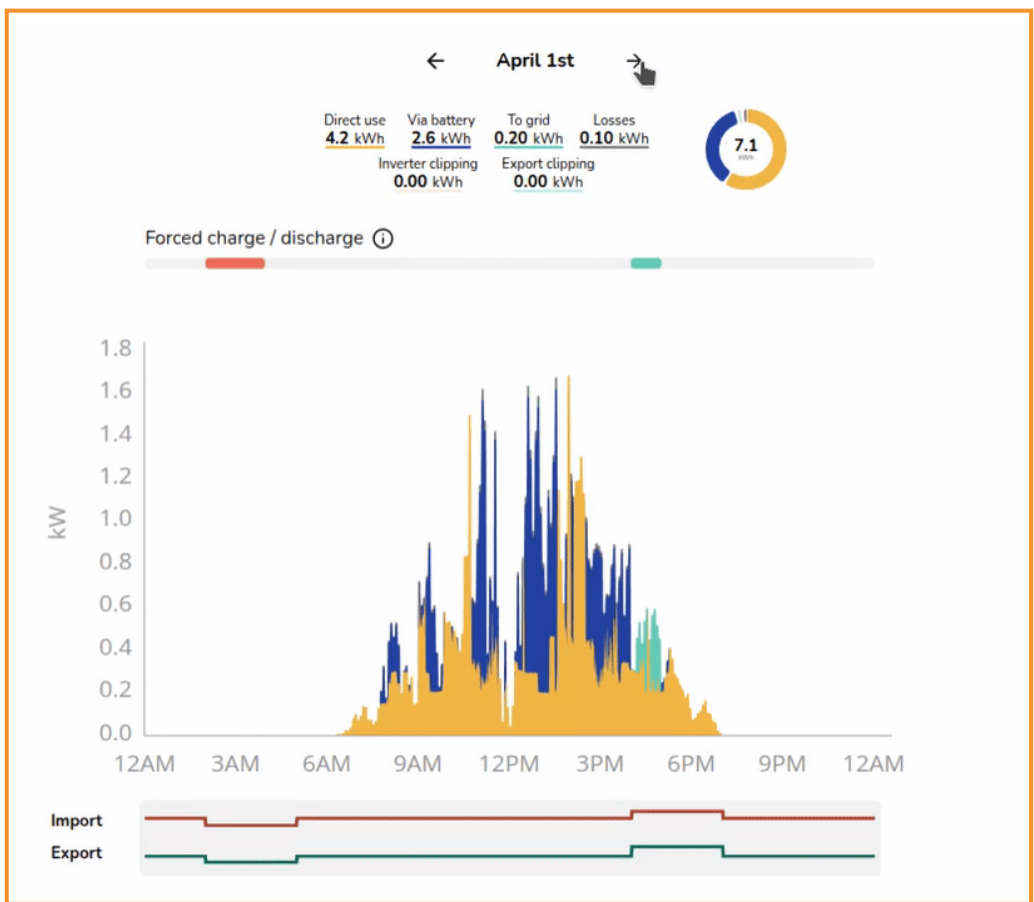 April 1st
Direct use Via battery To grid Losses
4.2 kWh 2.6 kWh 0.20 kWh 0.10 kWh
Inverter clipping Export clipping
0.00 kWh 0.00 kWh
7.1
kWh
Forced charge / discharge i
kW
1.8
1.6
1.4
1.2
1.0
0.8
0.6
0.4
0.2
0.0
12AM 3AM 6AM 9AM 12PM 3PM 6PM 9PM 12AM
Import
Export